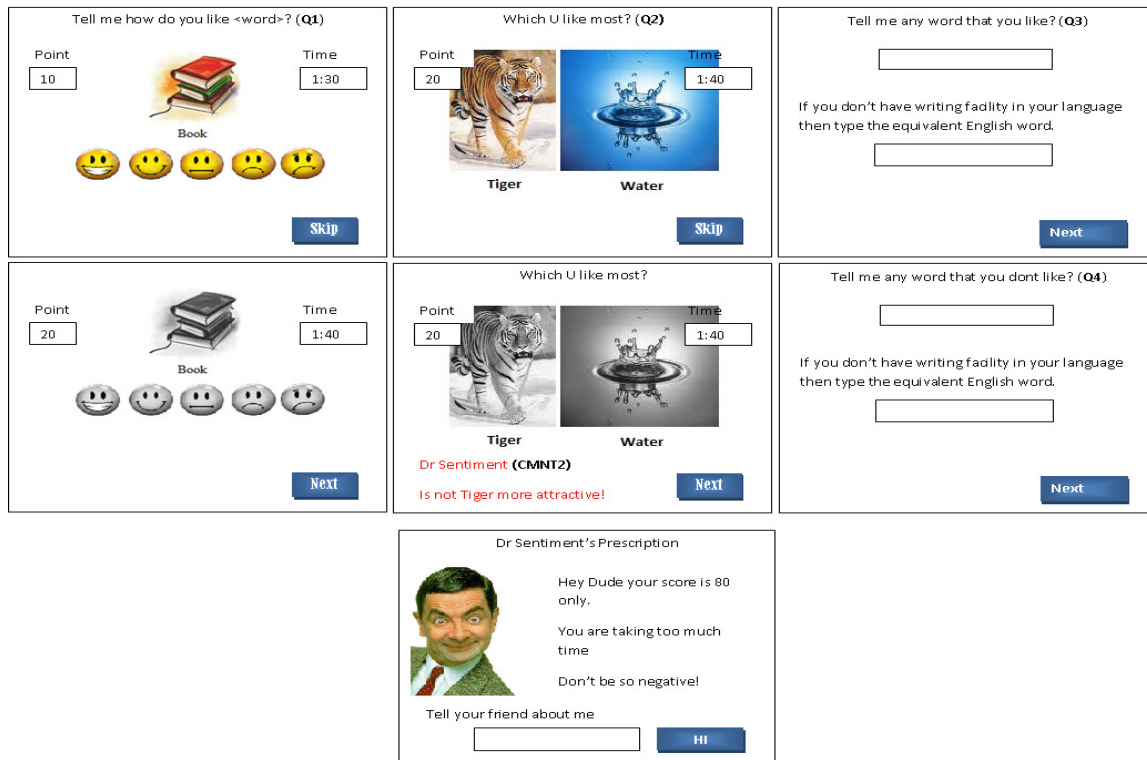 Tell me how do you like <word>? (Q1)
Point
Time
10
1:30
Book
Skip
Which U like most? (Q2)
Point
Time
20
1:40
Tiger
Water
Skip
Tell me any word that you like? (Q3)
If you don't have writing facility in your language
then type the equivalent English word.
Next
Point
Time
20
1:40
Book
Next
Which U like most?
Point
Time
20
1:40
Tiger
Water
Dr Sentiment (CMNT2)
Is not Tiger more attractive!
Next
Tell me any word that you dont like? (Q4)
If you don't have writing facility in your language
then type the equivalent English word.
Next
Dr Sentiment's Prescription
Hey Dude your score is 80
only.
You are taking too much
time
Don't be so negative!
Tell your friend about me
HI